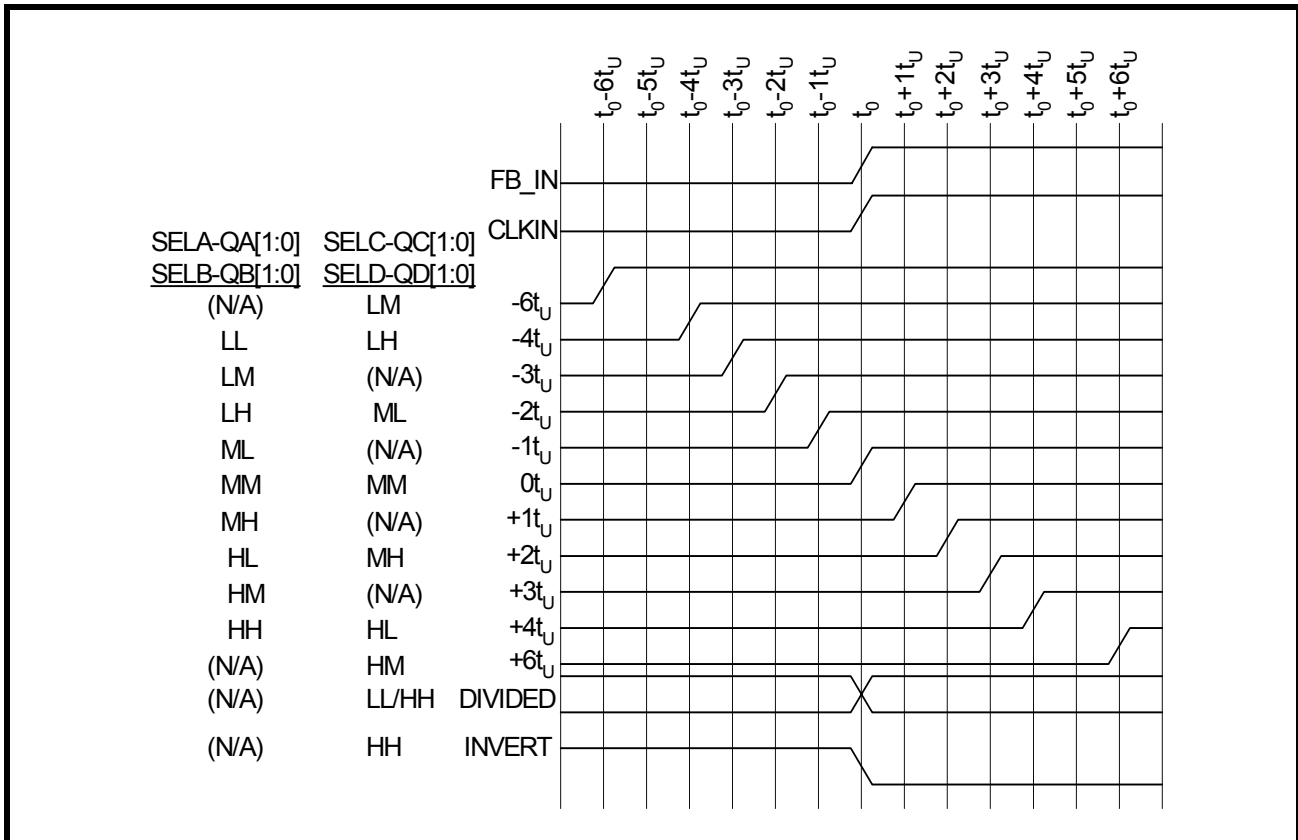 t0-6tU
t0-5tU
t0-4tU
t0-3tU
t0-2tU
t0-1tU
t0
t0+1tU
t0+2tU
t0+3tU
t0+4tU
t0+5tU
t0+6tU
FB_IN
CLKIN
SELA-QA[1:0] SELC-QC[1:0]
SELB-QB[1:0] SELD-QD[1:0]
(N/A) LM -6tU
LL LH -4tU
LM (N/A) -3tU
LH ML -2tU
ML (N/A) -1tU
MM MM 0tU
MH (N/A) +1tU
HL MH +2tU
HM (N/A) +3tU
HH HL +4tU
(N/A) HM +6tU
(N/A) LL/HH DIVIDED
(N/A) HH INVERT